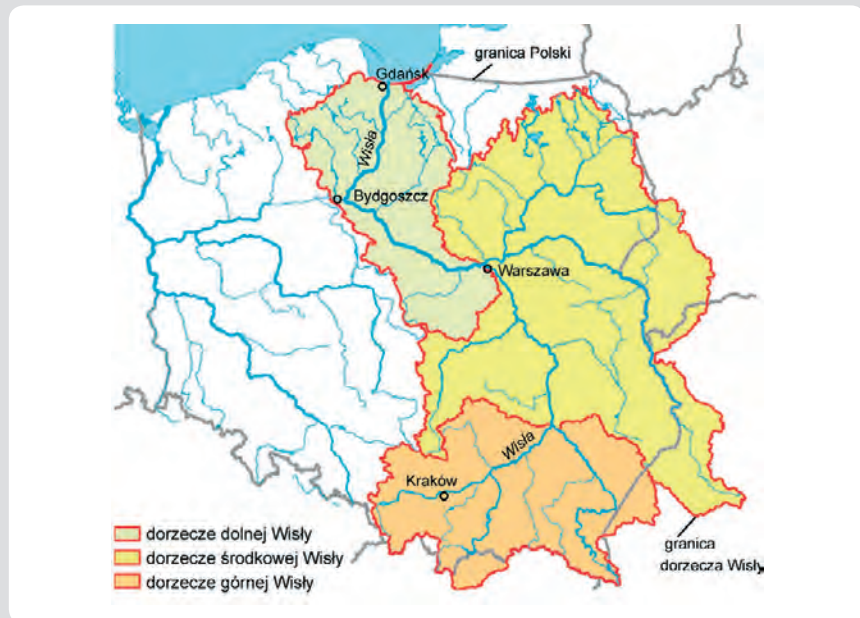 granica Polski
Gdańsk
Wisła
Bydgoszcz
Warszawa
Wisła
Kraków
dorzecze dolnej Wisły
dorzecze środkowej Wisły
dorzecze górnej Wisły
granica
dorzecza Wisły